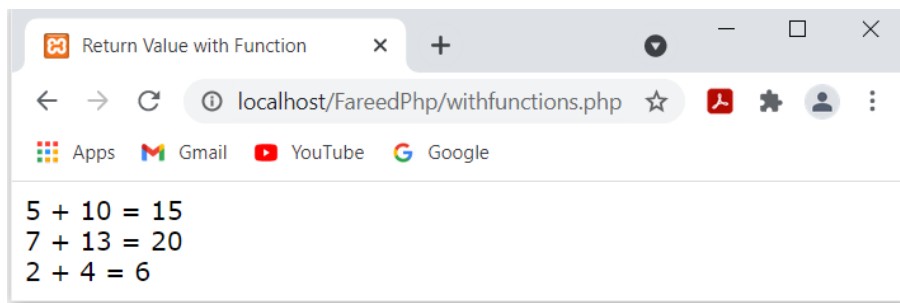 Return Value with Function
localhost/FareedPhp/withfunctions.php
Apps Gmail YouTube Google
5 + 10 = 15
7 + 13 = 20
2 + 4 = 6